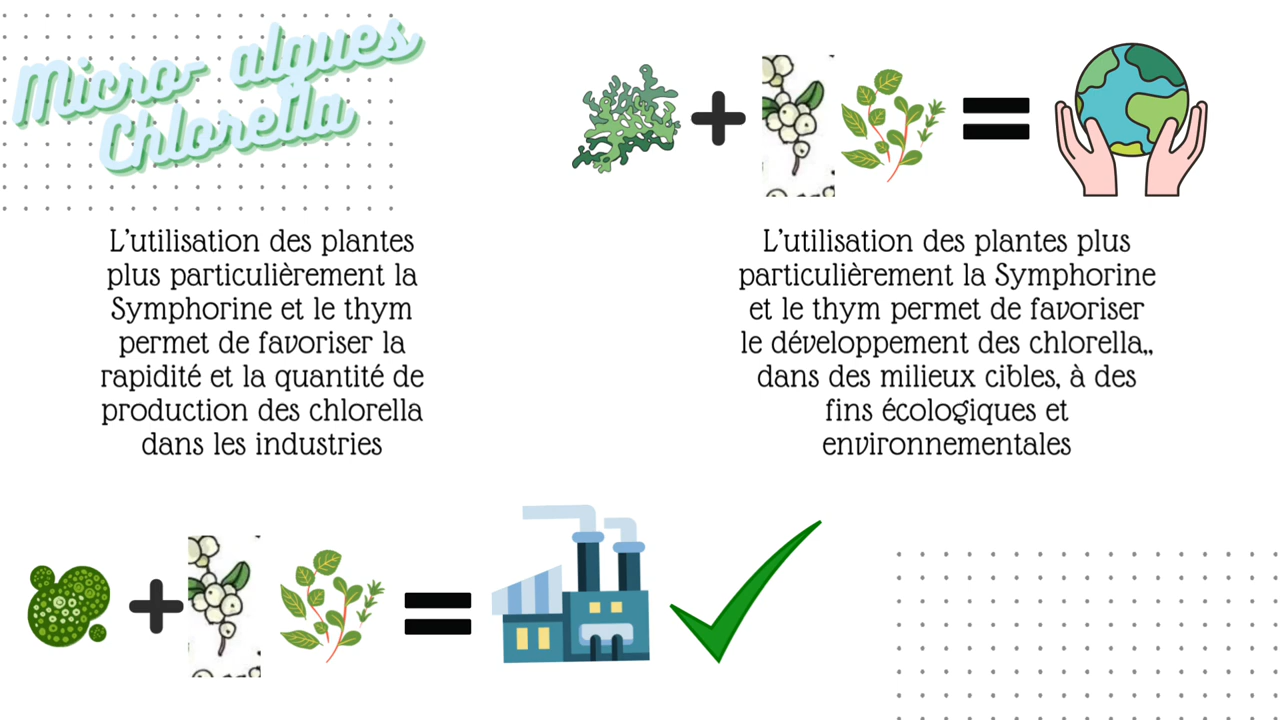 Micro- algues
Chlorella
L'utilisation des plantes
plus particulièrement la
Symphorine et le thym
permet de favoriser la
rapidité et la quantité de
production des chlorella
dans les industries
L'utilisation des plantes plus
particulièrement la Symphorine
et le thym permet de favoriser
le développement des chlorella,,
dans des milieux cibles, à des
fins écologiques et
environnementales